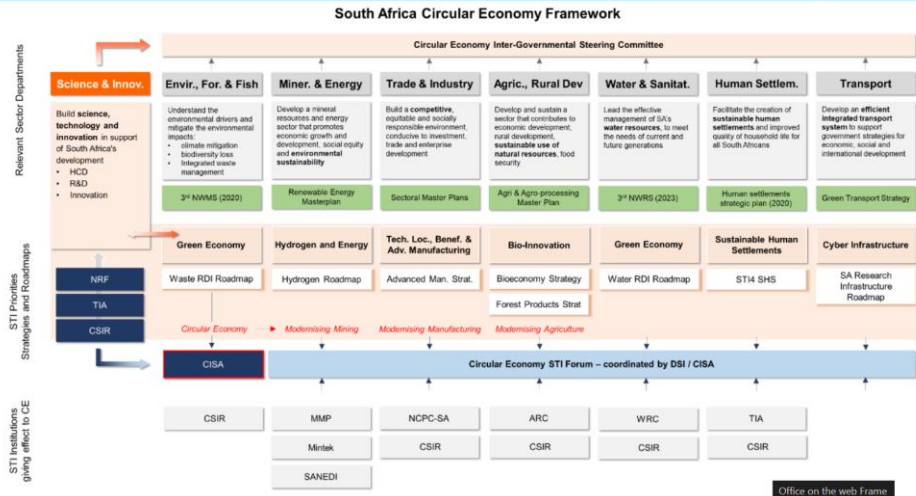 South Africa Circular Economy Framework
Relevant Sector Departments
Circular Economy Inter-Governmental Steering Committee
Science & Innov.
Build science,
technology and
innovation in support
of South Africa's
development
• HCD
• R&D
• Innovation
Envir., For. & Fish
Understand the
environmental drivers and
mitigate the environmental
impacts:
• climate mitigation
• biodiversity loss
• Integrated waste
management
3rd NWMS (2020)
Miner. & Energy
Develop a mineral
resources and energy
sector that promotes
economic growth and
development, social equity
and environmental
sustainability
Renewable Energy
Masterplan
Trade & Industry
Build a competitive,
equitable and socially
responsible environment,
conducive to investment,
trade and enterprise
development
Sectoral Master Plans
Agric., Rural Dev
Develop and sustain a
sector that contributes to
economic development,
rural development,
sustainable use of
natural resources, food
security
Agri & Agro-processing
Master Plan
Water & Sanitat.
Lead the effective
management of SA's
water resources, to meet
the needs of current and
future generations
3rd NWRS (2023)
Human Settlem.
Facilitate the creation of
sustainable human
settlements and improved
quality of household life for
all South Africans
Human settlements
strategic plan (2020)
Transport
Develop an efficient
integrated transport
system to support
government strategies for
economic, social and
international development
Green Transport Strategy
STI Priorities
Strategies and Roadmaps
NRF
TIA
CSIR
Green Economy
Waste RDI Roadmap
Hydrogen and Energy
Hydrogen Roadmap
Tech. Loc., Benef. &
Adv. Manufacturing
Advanced Man. Strat.
Bio-Innovation
Bioeconomy Strategy
Forest Products Strat
Green Economy
Water RDI Roadmap
Sustainable Human
Settlements
STI4 SHS
Cyber Infrastructure
SA Research
Infrastructure
Roadmap
Circular Economy
Modernising Mining
Modernising Manufacturing
Modernising Agriculture
CISA
Circular Economy STI Forum – coordinated by DSI / CISA
STI Institutions
giving effect to CE
CSIR
MMP
Mintek
SANEDI
NCPC-SA
CSIR
ARC
CSIR
WRC
CSIR
TIA
CSIR
Office on the web Frame